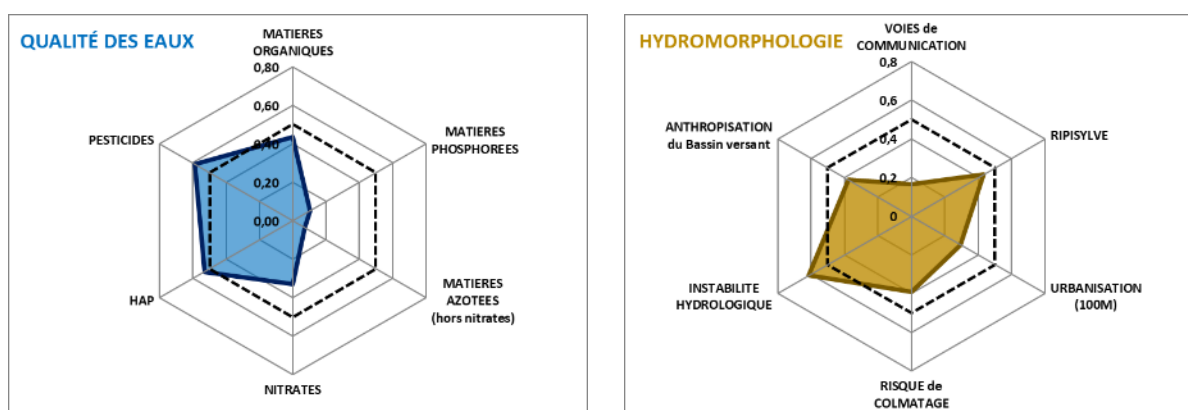 QUALITÉ DES EAUX
MATIERES
ORGANIQUES
0,80
0,60
0,40
0,20
0,00
PESTICIDES
MATIERES
PHOSPHOREES
HAP
MATIERES
AZOTEES
(hors nitrates)
NITRATES
HYDROMORPHOLOGIE
VOIES de
COMMUNICATION
0,8
0,6
0,4
0,2
0
ANTHROPISATION
du Bassin versant
RIPISYLVE
INSTABILITE
HYDROLOGIQUE
URBANISATION
(100M)
RISQUE de
COLMATAGE